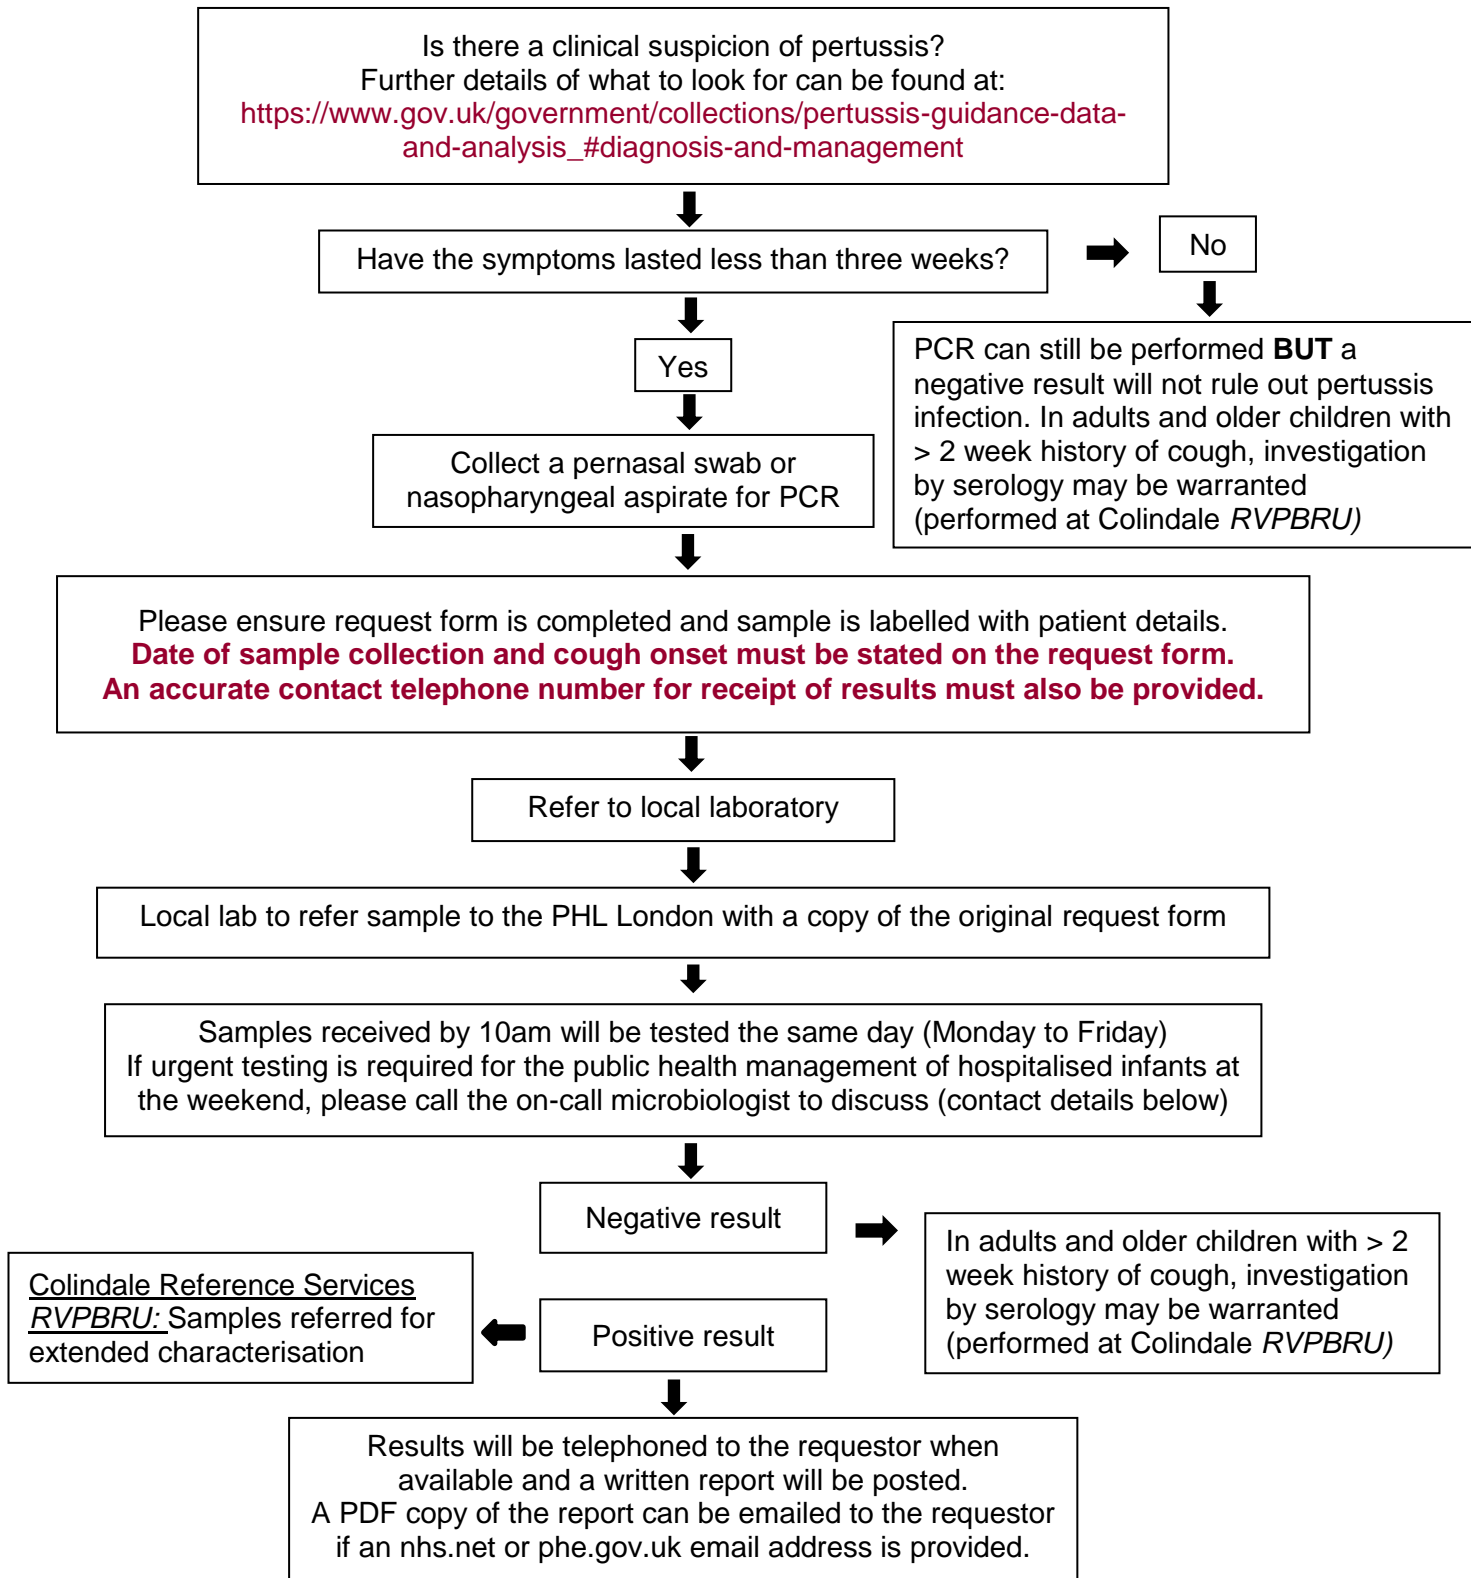 Is there a clinical suspicion of pertussis?
Further details of what to look for can be found at:
https://www.gov.uk/government/collections/pertussis-guidance-data-
and-analysis_#diagnosis-and-management
Have the symptoms lasted less than three weeks?
No
Yes
PCR can still be performed BUT a
negative result will not rule out pertussis
infection. In adults and older children with
> 2 week history of cough, investigation
by serology may be warranted
(performed at Colindale RVPBRU)
Collect a pernasal swab or
nasopharyngeal aspirate for PCR
Please ensure request form is completed and sample is labelled with patient details.
Date of sample collection and cough onset must be stated on the request form.
An accurate contact telephone number for receipt of results must also be provided.
Refer to local laboratory
Local lab to refer sample to the PHL London with a copy of the original request form
Samples received by 10am will be tested the same day (Monday to Friday)
If urgent testing is required for the public health management of hospitalised infants at
the weekend, please call the on-call microbiologist to discuss (contact details below)
Negative result
In adults and older children with > 2
week history of cough, investigation
by serology may be warranted
(performed at Colindale RVPBRU)
Colindale Reference Services
RVPBRU: Samples referred for
extended characterisation
Positive result
Results will be telephoned to the requestor when
available and a written report will be posted.
A PDF copy of the report can be emailed to the requestor
if an nhs.net or phe.gov.uk email address is provided.